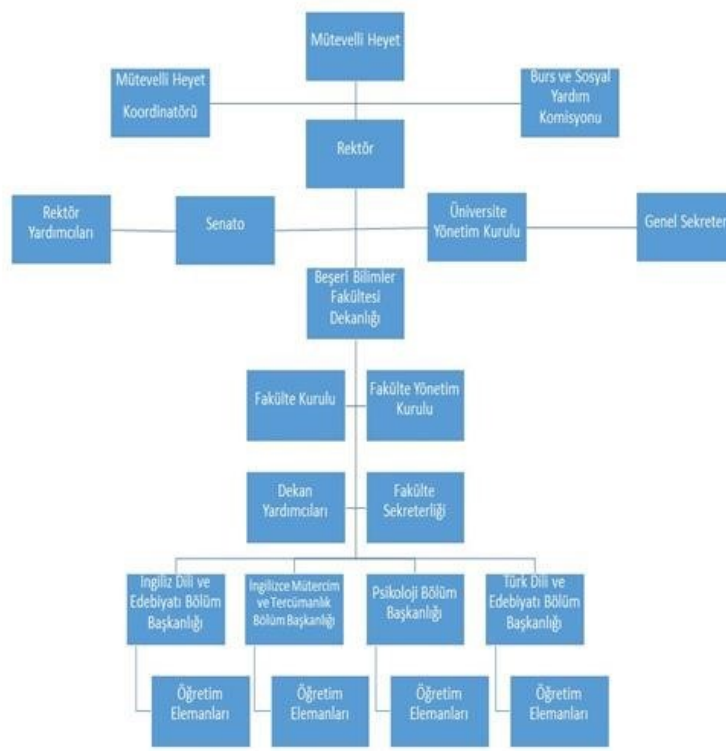 Mütevelli Heyet
Mütevelli Heyet
Koordinatörü
Burs ve Sosyal
Yardım
Komisyonu
Rektör
Rektör
Yardımcıları
Senato
Üniversite
Yönetim Kurulu
Genel Sekreter
Beşeri Bilimler
Fakültesi
Dekanlığı
Fakülte Kurulu
Fakülte Yönetim
Kurulu
Dekan
Yardımcıları
Fakülte
Sekreterliği
İngiliz Dili ve
Edebiyatı Bölüm
Başkanlığı
İngilizce Mütercim
ve Tercümanlık
Bölüm Başkanlığı
Psikoloji Bölüm
Başkanlığı
Türk Dili ve
Edebiyatı Bölüm
Başkanlığı
Öğretim
Elemanları
Öğretim
Elemanları
Öğretim
Elemanları
Öğretim
Elemanları